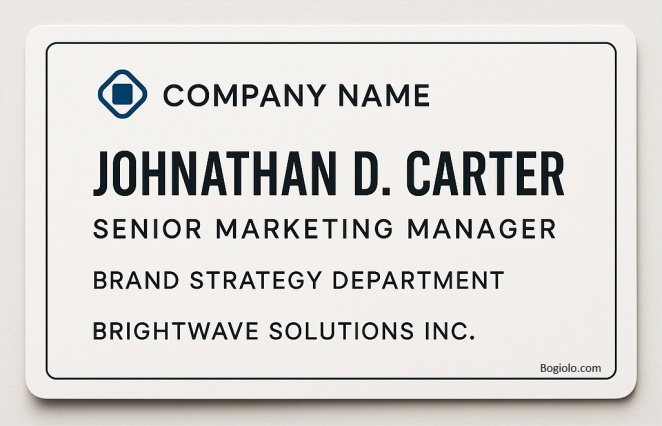 COMPANY NAME
JOHNATHAN D. CARTER
SENIOR MARKETING MANAGER
BRAND STRATEGY DEPARTMENT
BRIGHTWAVE SOLUTIONS INC.
Bogiolo.com